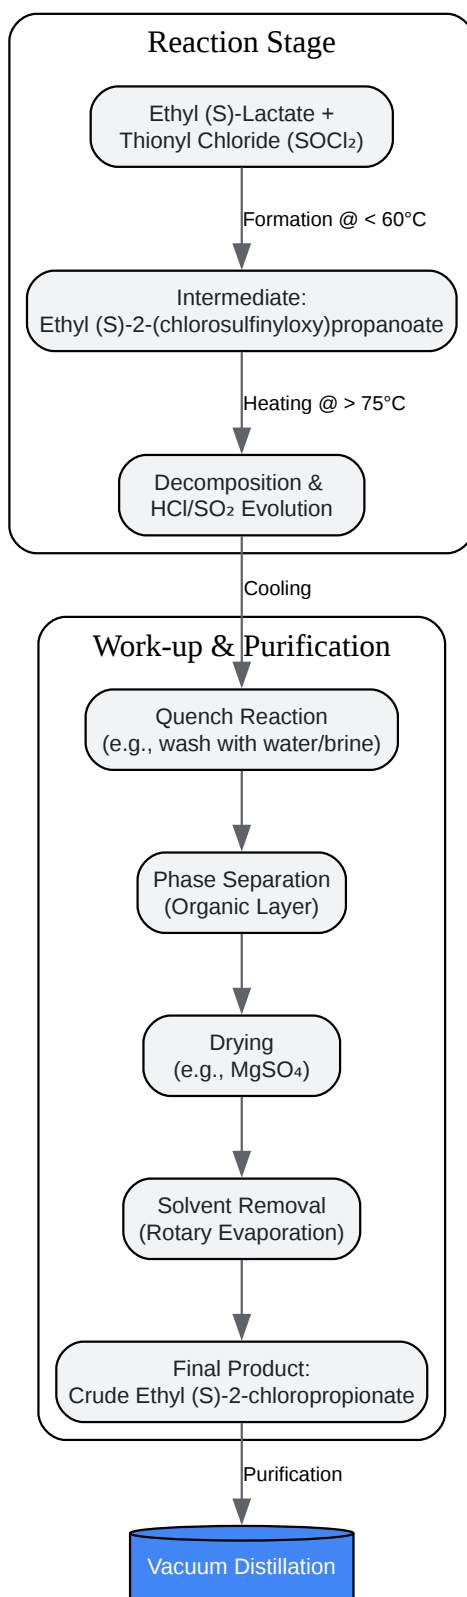 Reaction Stage
Ethyl (S)-Lactate +
Thionyl Chloride (SOCl₂)
Formation @ < 60°C
Intermediate:
Ethyl (S)-2-(chlorosulfinyloxy)propanoate
Heating @ > 75°C
Decomposition &
HCl/SO₂ Evolution
Cooling
Work-up & Purification
Quench Reaction
(e.g., wash with water/brine)
Phase Separation
(Organic Layer)
Drying
(e.g., MgSO₄)
Solvent Removal
(Rotary Evaporation)
Final Product:
Crude Ethyl (S)-2-chloropropionate
Purification
Vacuum Distillation